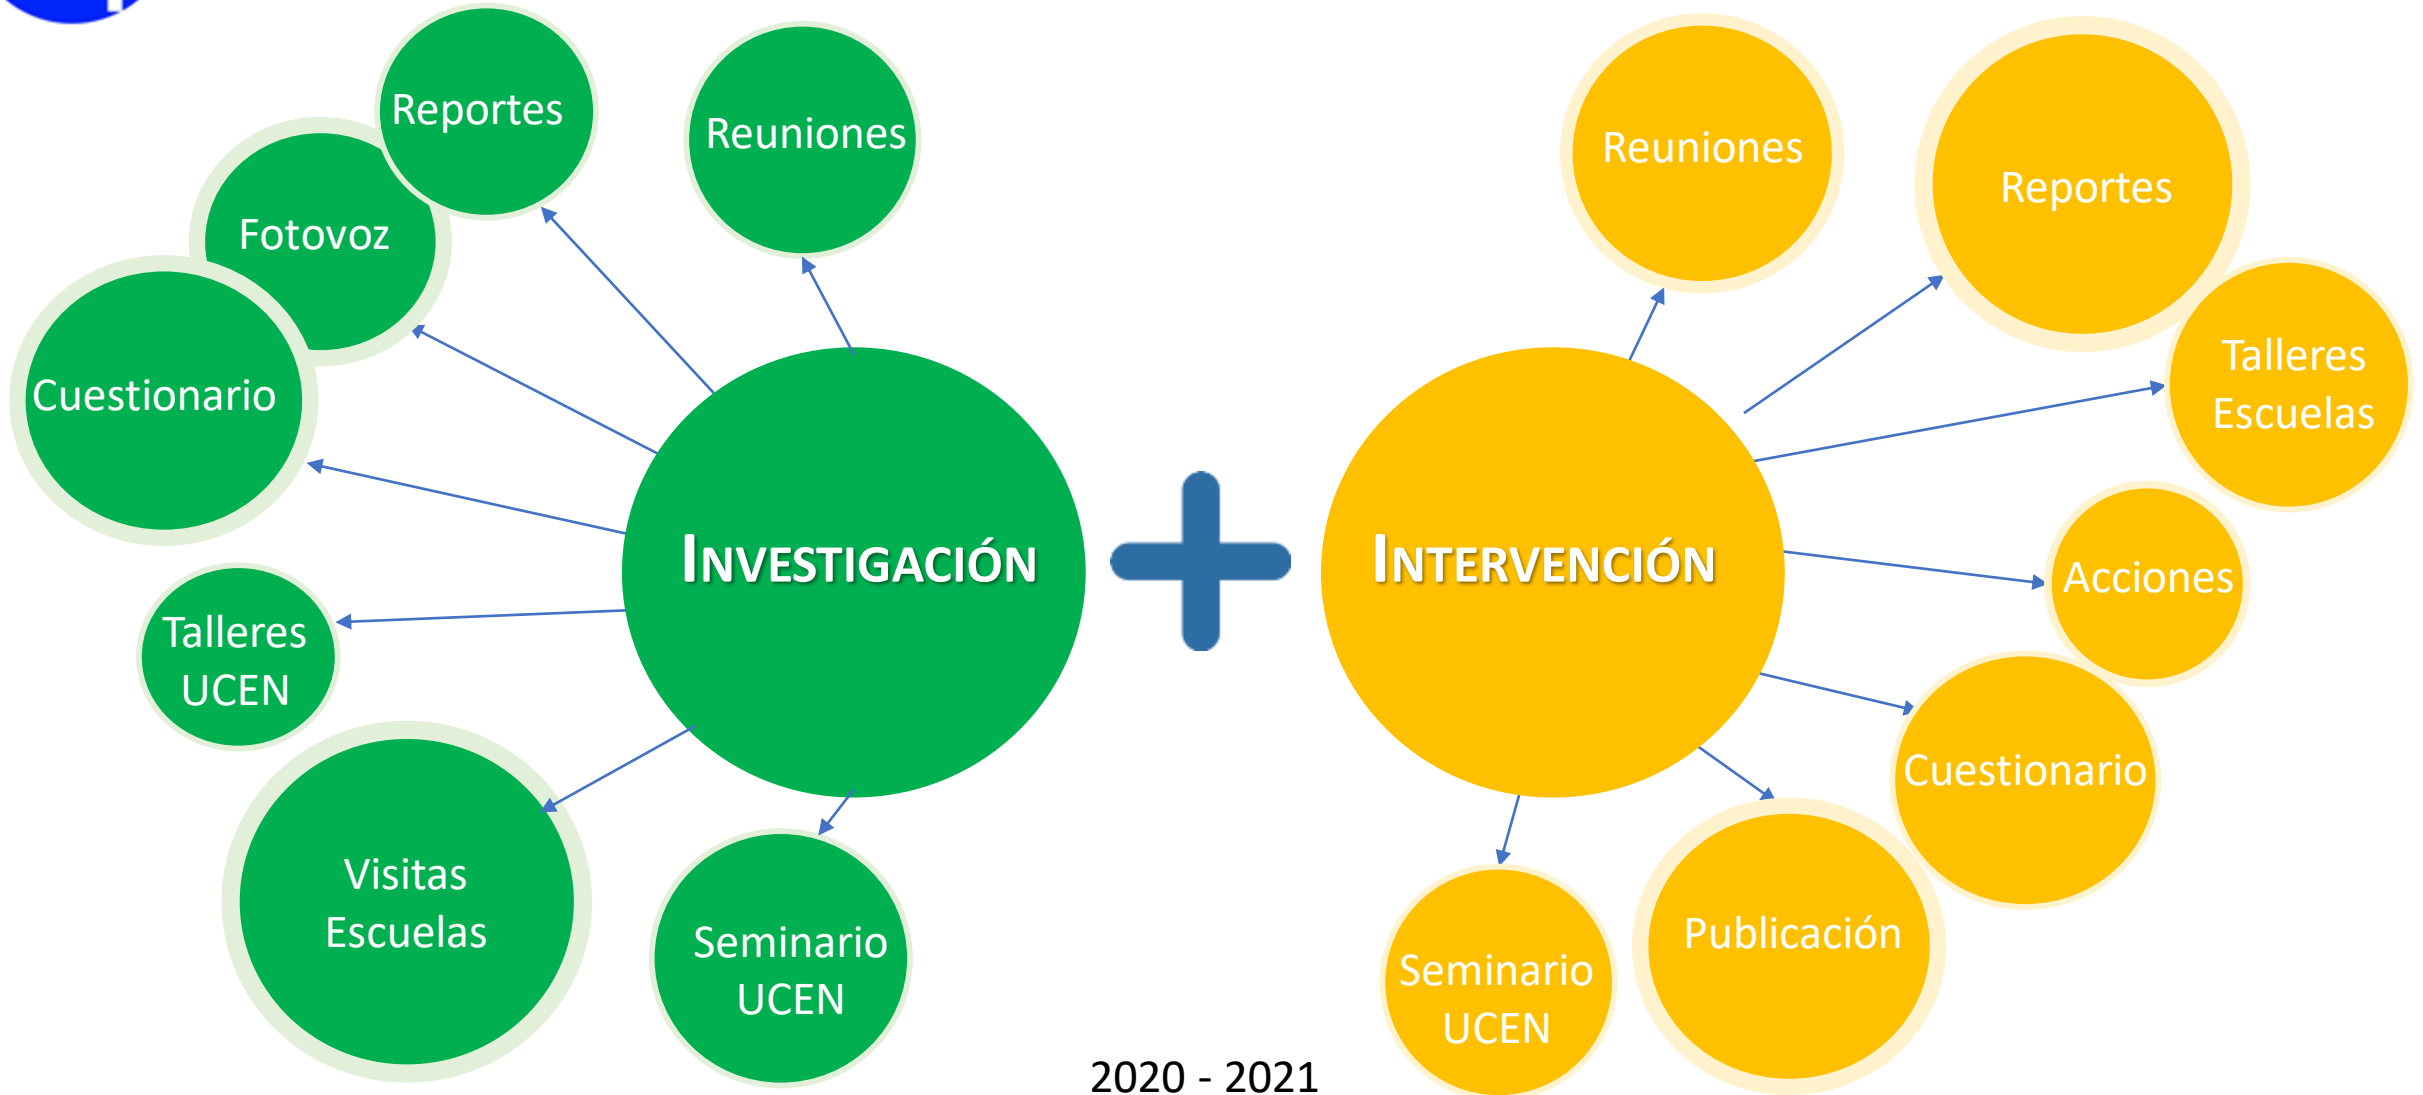 Reportes
Reuniones
Fotovoz
Cuestionario
INVESTIGACIÓN
Talleres
UCEN
Visitas
Escuelas
Seminario
UCEN
Reuniones
Reportes
Talleres
Escuelas
INTERVENCIÓN
Acciones
Cuestionario
Publicación
Seminario
UCEN
2020 - 2021